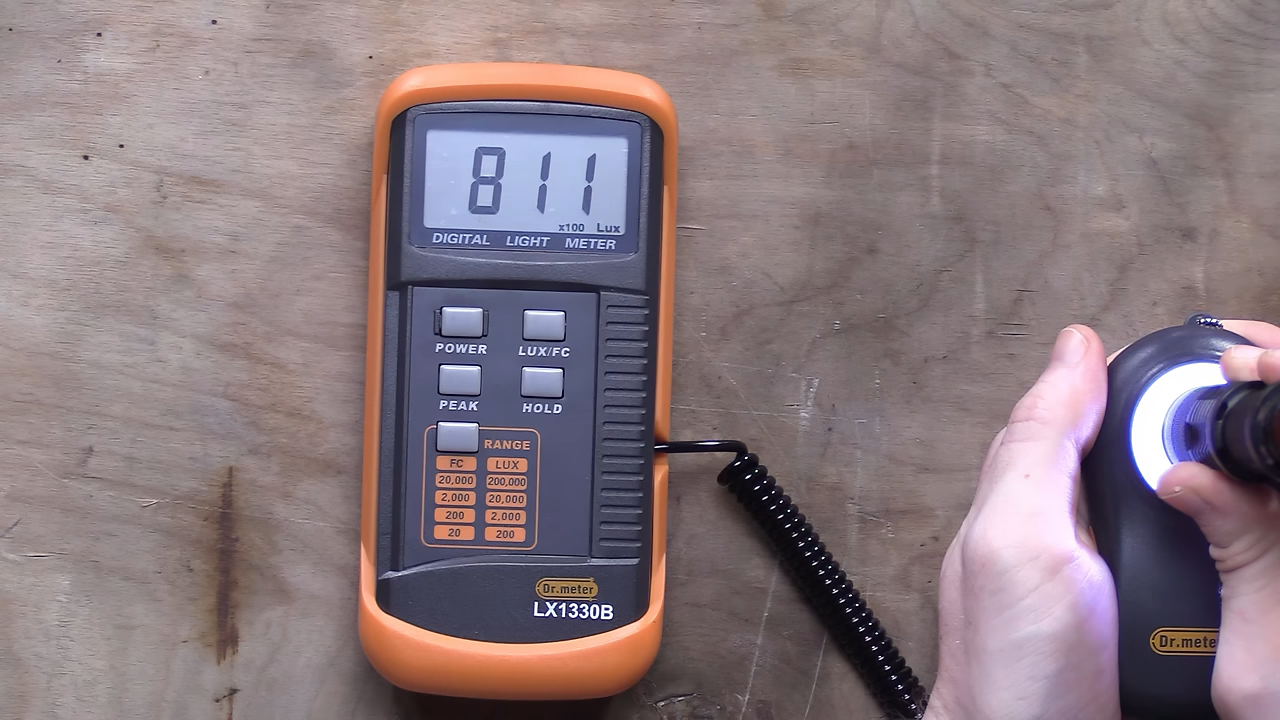 811
x100 Lux
DIGITAL LIGHT METER
POWER LUX/FC
PEAK HOLD
RANGE
FC LUX
20,000 200,000
2,000 20,000
200 2,000
20 200
Dr.meter
LX1330B
Dr.mete